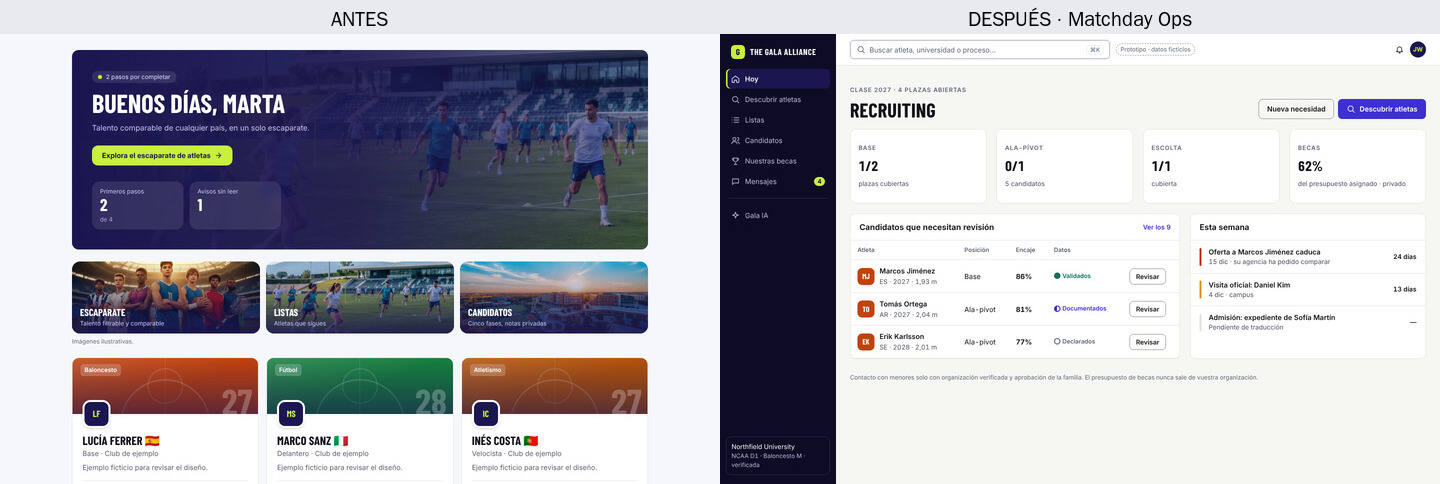 ANTES
2 pasos por completar
BUENOS DÍAS, MARTA
Talento comparable de cualquier país, en un solo escaparate.
Explora el escaparate de atletas →
Primeros pasos
2
de 4
Avisos sin leer
1
ESCAPARATE
Talento filtrable y comparable
LISTAS
Atletas que sigues
CANDIDATOS
Cinco fases, notas privadas
Imágenes ilustrativas.
Baloncesto
27
LF
LUCÍA FERRER
Base · Club de ejemplo
Ejemplo ficticio para revisar el diseño.
Fútbol
28
MS
MARCO SANZ
Delantero · Club de ejemplo
Ejemplo ficticio para revisar el diseño.
Atletismo
27
IC
INÉS COSTA
Velocista · Club de ejemplo
Ejemplo ficticio para revisar el diseño.
DESPUÉS · Matchday Ops
G THE GALA ALLIANCE
Hoy
Descubrir atletas
Listas
Candidatos
Nuestras becas
Mensajes 4
Gala IA
Northfield University
NCAA D1 · Baloncesto M ·
verificada
Buscar atleta, universidad o proceso... ⌘K
Prototipo · datos ficticios
JW
CLASE 2027 · 4 PLAZAS ABIERTAS
RECRUITING
Nueva necesidad
Descubrir atletas
BASE
1/2
plazas cubiertas
ALA-PÍVOT
0/1
5 candidatos
ESCOLTA
1/1
cubierta
BECAS
62%
del presupuesto asignado · privado
Candidatos que necesitan revisión Ver los 9
Atleta Posición Encaje Datos
MJ Marcos Jiménez Base 86% Validados Revisar
ES · 2027 · 1,93 m
TO Tomás Ortega Ala-pívot 81% Documentados Revisar
AR · 2027 · 2,04 m
EK Erik Karlsson Ala-pívot 77% Declarados Revisar
SE · 2028 · 2,01 m
Esta semana
Oferta a Marcos Jiménez caduca 24 días
15 dic · su agencia ha pedido comparar
Visita oficial: Daniel Kim 13 días
4 dic · campus
Admisión: expediente de Sofía Martín —
Pendiente de traducción
Contacto con menores solo con organización verificada y aprobación de la familia. El presupuesto de becas nunca sale de vuestra organización.